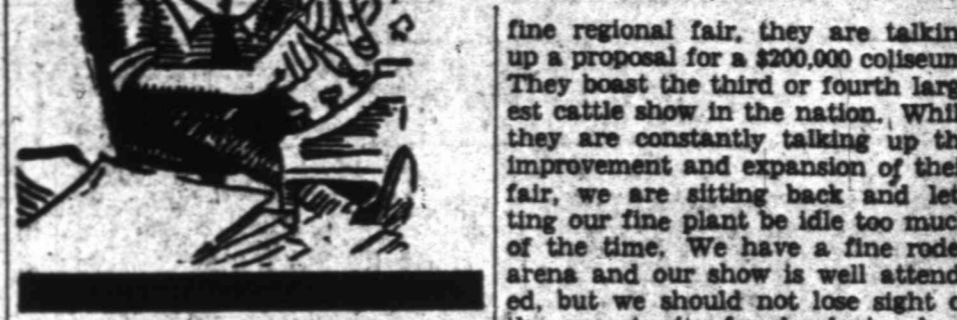 fine regional fair, they are talkin
up a proposal for a $200,000 coliseum
They boast the third or fourth larg
est cattle show in the nation. Whil
they are constantly talking up th
improvement and expansion of thei
fair, we are sitting back and let
ting our fine plant be idle too muc
of the time. We have a fine rode
arena and our show is well attend
ed, but we should not lose sight o